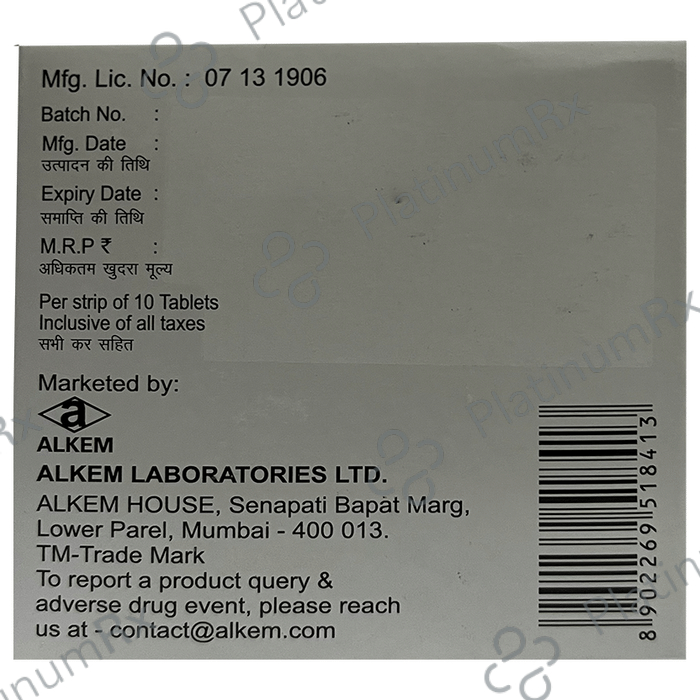 Mfg. Lic. No. : 07 13 1906
Batch No. :
Mfg. Date :
उत्पादन की तिथि
Expiry Date :
समाप्ति की तिथि
M.R.P ₹ :
अधिकतम खुदरा मूल्य
Per strip of 10 Tablets
Inclusive of all taxes
सभी कर सहित
Marketed by:
a
ALKEM
ALKEM LABORATORIES LTD.
ALKEM HOUSE, Senapati Bapat Marg,
Lower Parel, Mumbai - 400 013.
TM-Trade Mark
To report a product query &
adverse drug event, please reach
us at - contact@alkem.com
8 902269 518413
PlatinumRx
PlatinumRx
PlatinumRx
PlatinumRx